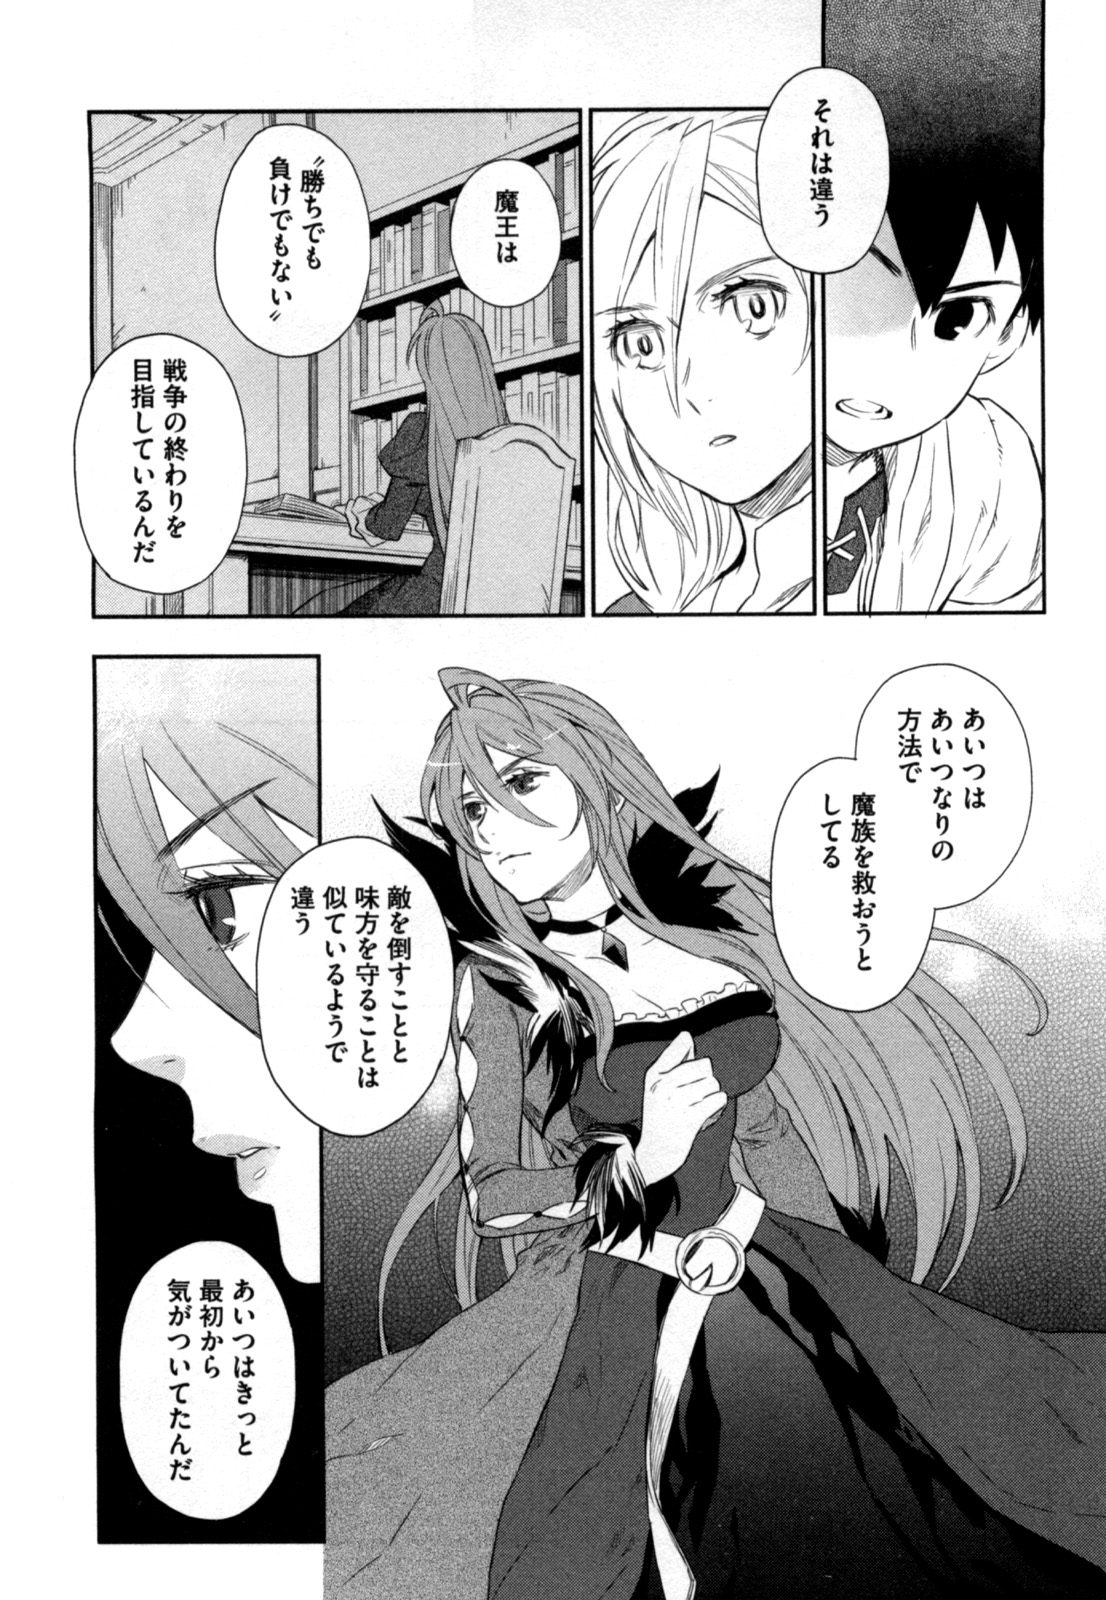 それは違う
魔王は
〝勝ちでも
負けでもない〟
戦争の終わりを
目指しているんだ
あいつは
あいつなりの
方法で
魔族を救おうと
してる
敵を倒すことと
味方を守ることは
似ているようで
違う
あいつはきっと
最初から
気がついてたんだ